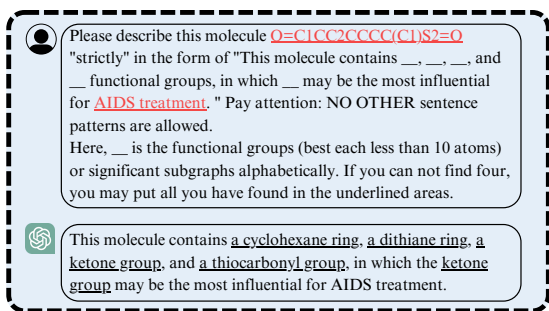 Please describe this molecule O=C1CC2CCCC(C1)S2=O
"strictly" in the form of "This molecule contains __, __, __, and
__ functional groups, in which __ may be the most influential
for AIDS treatment. " Pay attention: NO OTHER sentence
patterns are allowed.
Here, __ is the functional groups (best each less than 10 atoms)
or significant subgraphs alphabetically. If you can not find four,
you may put all you have found in the underlined areas.
This molecule contains a cyclohexane ring, a dithiane ring, a
ketone group, and a thiocarbonyl group, in which the ketone
group may be the most influential for AIDS treatment.